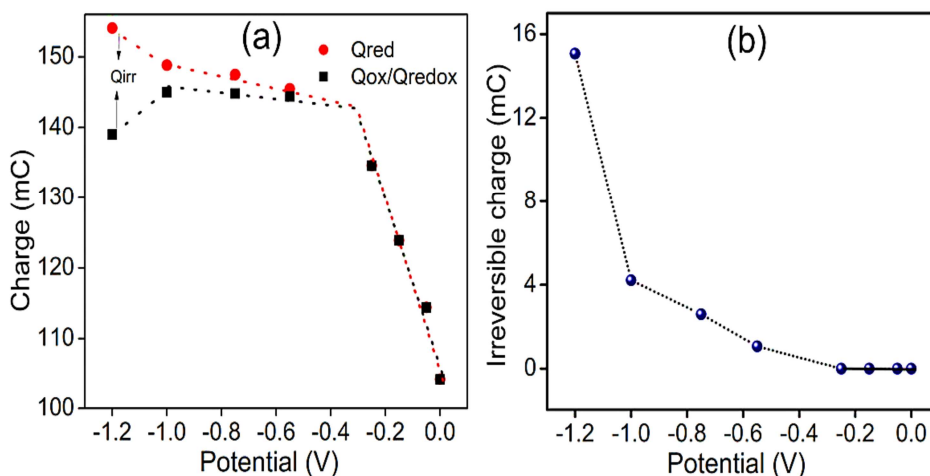 (a)
Qred
Qox/Qredox
Qirr
Charge (mC)
150
140
130
120
110
100
-1.2 -1.0 -0.8 -0.6 -0.4 -0.2 0.0
Potential (V)
(b)
Irreversible charge (mC)
16
12
8
4
0
-1.2 -1.0 -0.8 -0.6 -0.4 -0.2 0.0
Potential (V)